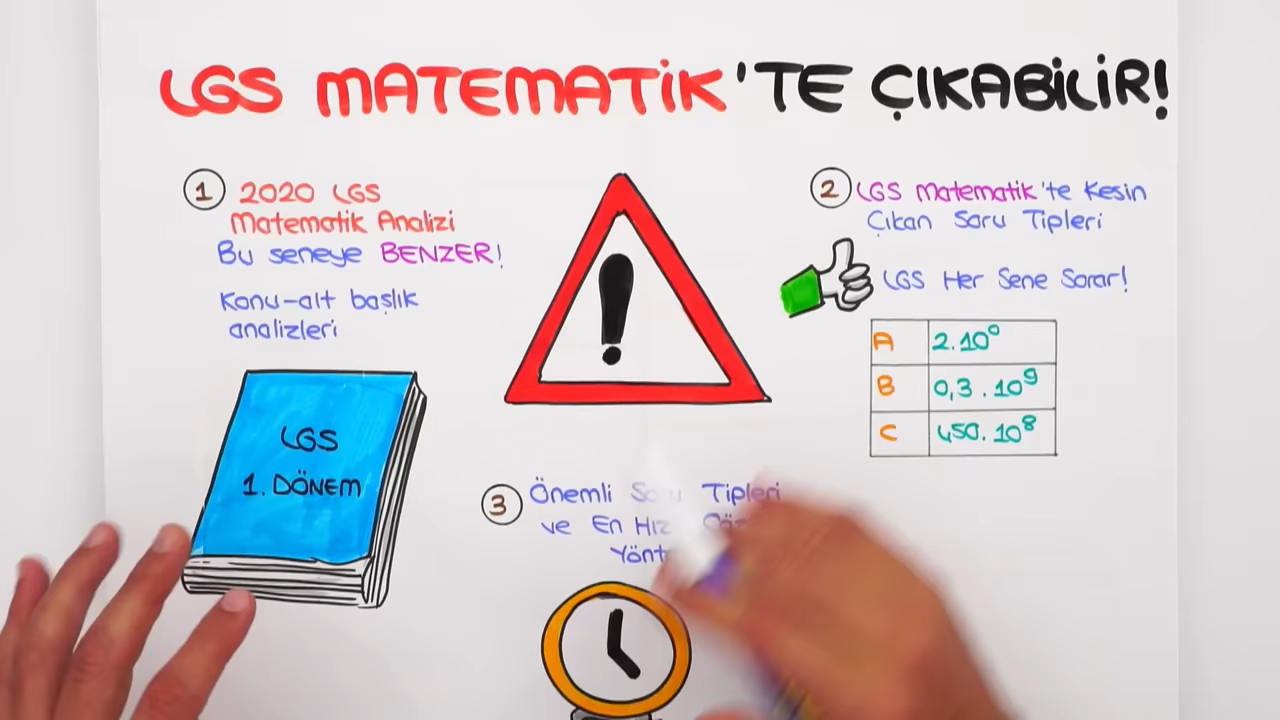 LGS MATEMATİK'TE ÇIKABİLİR!
1 2020 LGS
Matematik Analizi
Bu seneye BENZER!
Konu-alt başlık
analizleri
LGS
1. DÖNEM
2 LGS Matematik'te Kesin
Çıkan Soru Tipleri
LGS Her Sene Sorar!
A 2.10⁰
B 0,3 . 10⁹
C 450. 10⁸
3 Önemli Tipleri
ve En